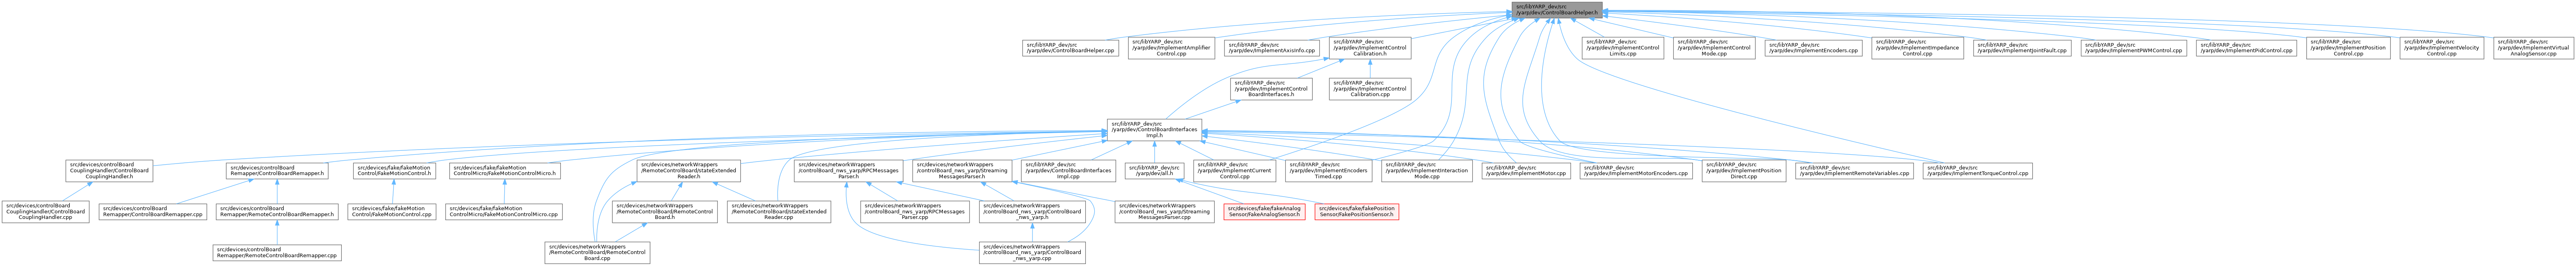 src/libYARP_dev/src
/yarp/dev/ControlBoardHelper.h
src/libYARP_dev/src
/yarp/dev/ControlBoardHelper.cpp
src/libYARP_dev/src
/yarp/dev/ImplementAmplifier
Control.cpp
src/libYARP_dev/src
/yarp/dev/ImplementAxisInfo.cpp
src/libYARP_dev/src
/yarp/dev/ImplementControl
Calibration.h
src/libYARP_dev/src
/yarp/dev/ImplementControl
Limits.cpp
src/libYARP_dev/src
/yarp/dev/ImplementControl
Mode.cpp
src/libYARP_dev/src
/yarp/dev/ImplementEncoders.cpp
src/libYARP_dev/src
/yarp/dev/ImplementImpedance
Control.cpp
src/libYARP_dev/src
/yarp/dev/ImplementJointFault.cpp
src/libYARP_dev/src
/yarp/dev/ImplementPWMControl.cpp
src/libYARP_dev/src
/yarp/dev/ImplementPidControl.cpp
src/libYARP_dev/src
/yarp/dev/ImplementPosition
Control.cpp
src/libYARP_dev/src
/yarp/dev/ImplementVelocity
Control.cpp
src/libYARP_dev/src
/yarp/dev/ImplementVirtual
AnalogSensor.cpp
src/libYARP_dev/src
/yarp/dev/ImplementControl
BoardInterfaces.h
src/libYARP_dev/src
/yarp/dev/ImplementControl
Calibration.cpp
src/libYARP_dev/src
/yarp/dev/ControlBoardInterfaces
Impl.h
src/devices/controlBoard
CouplingHandler/ControlBoard
CouplingHandler.h
src/devices/controlBoard
Remapper/ControlBoardRemapper.h
src/devices/fake/fakeMotion
Control/FakeMotionControl.h
src/devices/fake/fakeMotion
ControlMicro/FakeMotionControlMicro.h
src/devices/networkWrappers
/RemoteControlBoard/stateExtended
Reader.h
src/devices/networkWrappers
/controlBoard_nws_yarp/RPCMessages
Parser.h
src/devices/networkWrappers
/controlBoard_nws_yarp/Streaming
MessagesParser.h
src/libYARP_dev/src
/yarp/dev/ControlBoardInterfaces
Impl.cpp
src/libYARP_dev/src
/yarp/dev/all.h
src/libYARP_dev/src
/yarp/dev/ImplementCurrent
Control.cpp
src/libYARP_dev/src
/yarp/dev/ImplementEncoders
Timed.cpp
src/libYARP_dev/src
/yarp/dev/ImplementInteraction
Mode.cpp
src/libYARP_dev/src
/yarp/dev/ImplementMotor.cpp
src/libYARP_dev/src
/yarp/dev/ImplementMotorEncoders.cpp
src/libYARP_dev/src
/yarp/dev/ImplementPosition
Direct.cpp
src/libYARP_dev/src
/yarp/dev/ImplementRemoteVariables.cpp
src/libYARP_dev/src
/yarp/dev/ImplementTorqueControl.cpp
src/devices/controlBoard
CouplingHandler/ControlBoard
CouplingHandler.cpp
src/devices/controlBoard
Remapper/ControlBoardRemapper.cpp
src/devices/controlBoard
Remapper/RemoteControlBoardRemapper.h
src/devices/fake/fakeMotion
Control/FakeMotionControl.cpp
src/devices/fake/fakeMotion
ControlMicro/FakeMotionControlMicro.cpp
src/devices/networkWrappers
/RemoteControlBoard/RemoteControl
Board.h
src/devices/networkWrappers
/RemoteControlBoard/stateExtended
Reader.cpp
src/devices/networkWrappers
/controlBoard_nws_yarp/RPCMessages
Parser.cpp
src/devices/networkWrappers
/controlBoard_nws_yarp/ControlBoard
_nws_yarp.h
src/devices/networkWrappers
/controlBoard_nws_yarp/Streaming
MessagesParser.cpp
src/devices/fake/fakeAnalog
Sensor/FakeAnalogSensor.h
src/devices/fake/fakePosition
Sensor/FakePositionSensor.h
src/devices/controlBoard
Remapper/RemoteControlBoardRemapper.cpp
src/devices/networkWrappers
/RemoteControlBoard/RemoteControl
Board.cpp
src/devices/networkWrappers
/controlBoard_nws_yarp/ControlBoard
_nws_yarp.cpp